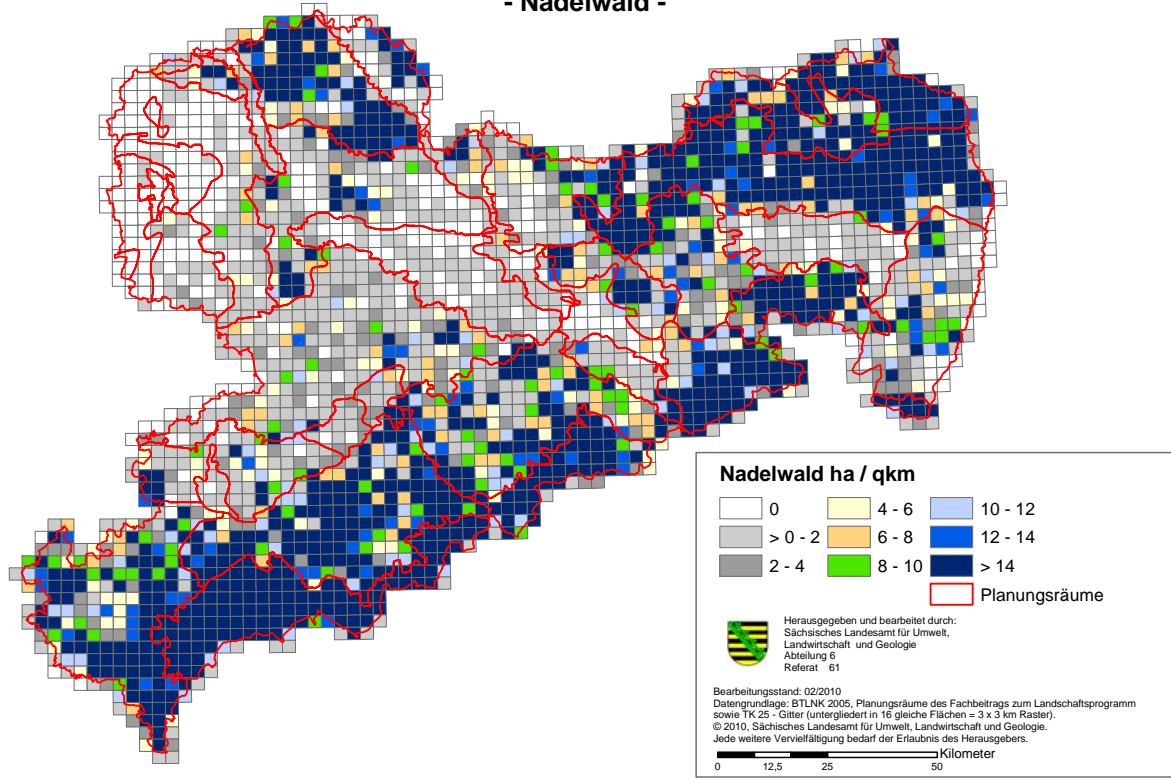 - Nadelwald -
Nadelwald ha / qkm
0
4 - 6
10 - 12
> 0 - 2
6 - 8
12 - 14
2 - 4
8 - 10
> 14
Planungsräume
Herausgegeben und bearbeitet durch:
Sächsisches Landesamt für Umwelt,
Landwirtschaft und Geologie
Abteilung 6
Referat 61
Bearbeitungsstand: 02/2010
Datengrundlage: BTLNK 2005, Planungsräume des Fachbeitrags zum Landschaftsprogramm
sowie TK 25 - Gitter (untergliedert in 16 gleiche Flächen = 3 x 3 km Raster).
© 2010, Sächisches Landesamt für Umwelt, Landwirtschaft und Geologie.
Jede weitere Vervielfältigung bedarf der Erlaubnis des Herausgebers.
Kilometer
0 12,5 25 50